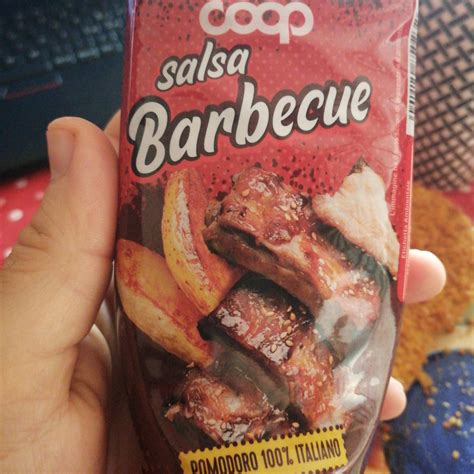 coop
salsa
Barbecue
POMODORO 100% ITALIANO